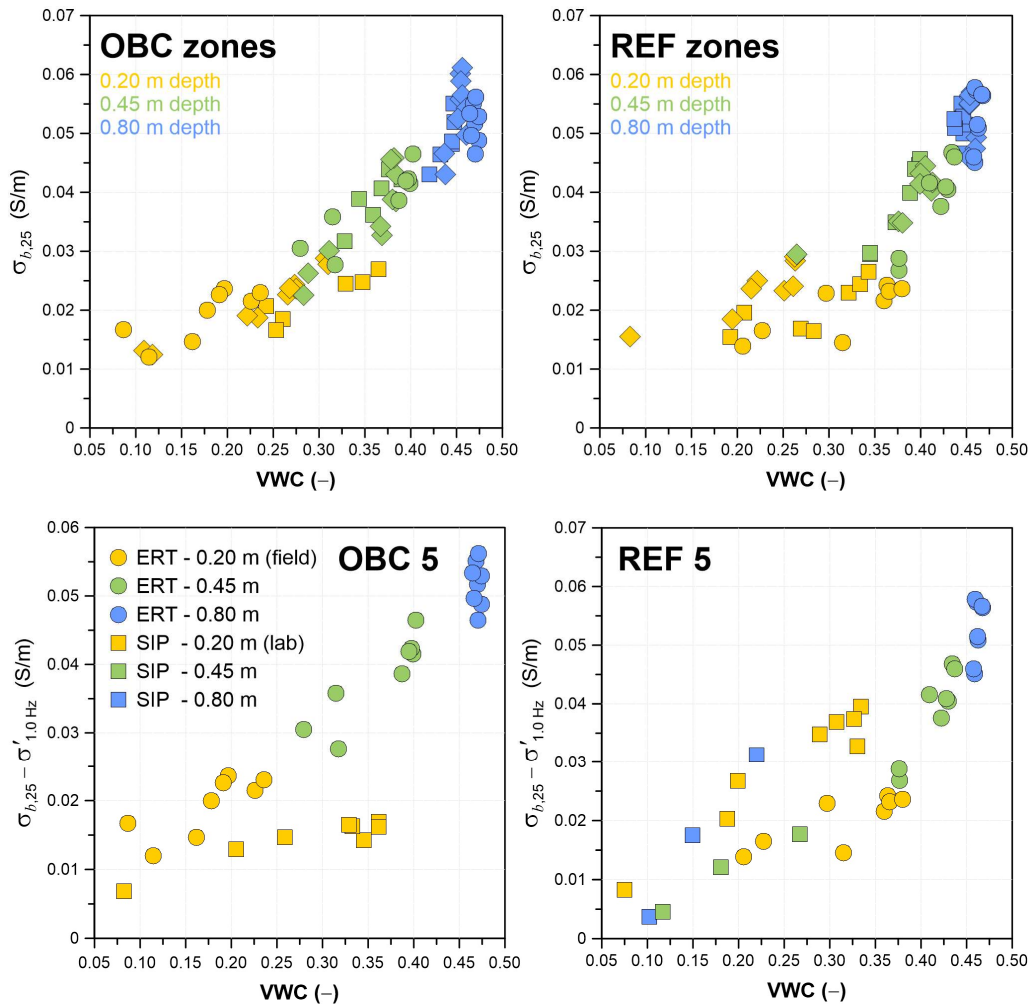 0.07
0.06
0.05
0.04
0.03
0.02
0.01
0
σb,25 (S/m)
OBC zones
0.20 m depth
0.45 m depth
0.80 m depth
0.05 0.10 0.15 0.20 0.25 0.30 0.35 0.40 0.45 0.50
VWC (–)
0.07
0.06
0.05
0.04
0.03
0.02
0.01
0
σb,25 (S/m)
REF zones
0.20 m depth
0.45 m depth
0.80 m depth
0.05 0.10 0.15 0.20 0.25 0.30 0.35 0.40 0.45 0.50
VWC (–)
0.06
0.05
0.04
0.03
0.02
0.01
0
σb,25 – σ′1.0 Hz (S/m)
OBC 5
ERT - 0.20 m (field)
ERT - 0.45 m
ERT - 0.80 m
SIP - 0.20 m (lab)
SIP - 0.45 m
SIP - 0.80 m
0.05 0.10 0.15 0.20 0.25 0.30 0.35 0.40 0.45 0.50
VWC (–)
0.07
0.06
0.05
0.04
0.03
0.02
0.01
0
σb,25 – σ′1.0 Hz (S/m)
REF 5
0.05 0.10 0.15 0.20 0.25 0.30 0.35 0.40 0.45 0.50
VWC (–)